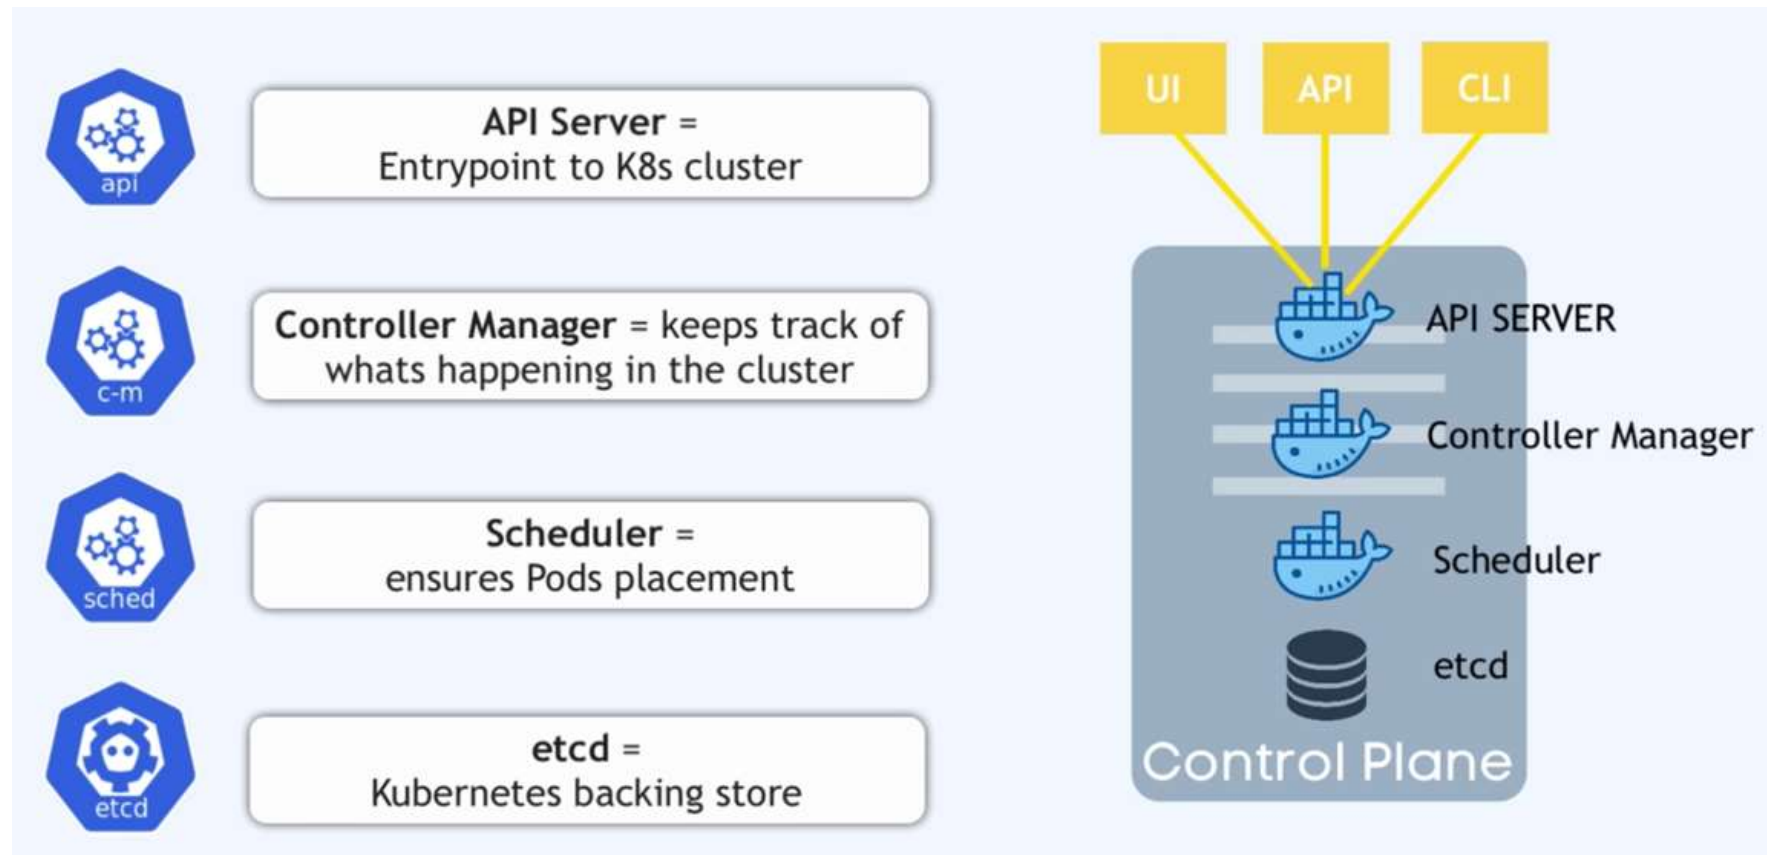 api
API Server =
Entrypoint to K8s cluster
c-m
Controller Manager = keeps track of
whats happening in the cluster
sched
Scheduler =
ensures Pods placement
etcd
etcd =
Kubernetes backing store
UI
API
CLI
API SERVER
Controller Manager
Scheduler
etcd
Control Plane